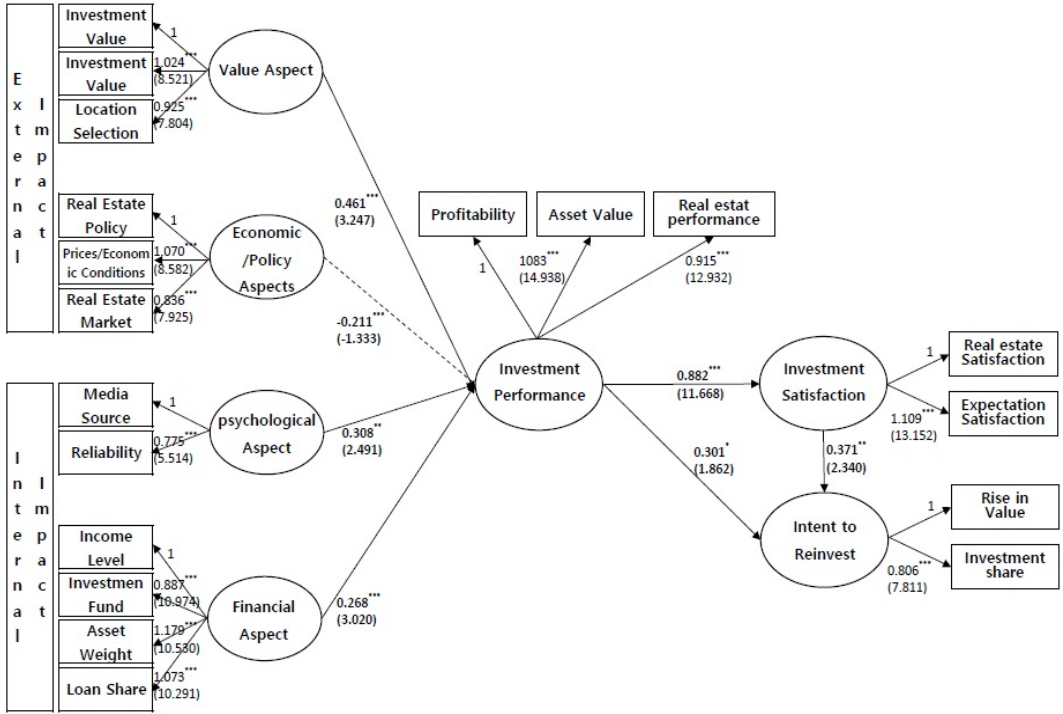 External
Impact
Investment
Value
1
Investment
Value
1.024***
(8.521)
Location
Selection
0.925***
(7.804)
Value Aspect
Real Estate
Policy
1
Prices/Econom
ic Conditions
1.070***
(8.582)
Real Estate
Market
0.836***
(7.925)
Economic
/Policy
Aspects
Internal
Impact
Media
Source
1
Reliability
0.775***
(5.514)
psychological
Aspect
Income
Level
1
Investmen
Fund
0.887***
(10.974)
Asset
Weight
1.179***
(10.530)
Loan Share
1.073***
(10.291)
Financial
Aspect
0.461***
(3.247)
-0.211***
(-1.333)
0.308**
(2.491)
0.268***
(3.020)
Profitability
Asset Value
Real estat
performance
1
1083***
(14.938)
0.915***
(12.932)
Investment
Performance
0.882***
(11.668)
0.301*
(1.862)
Investment
Satisfaction
0.371**
(2.340)
Intent to
Reinvest
1
Real estate
Satisfaction
1.109***
(13.152)
Expectation
Satisfaction
1
Rise in
Value
0.806***
(7.811)
Investment
share